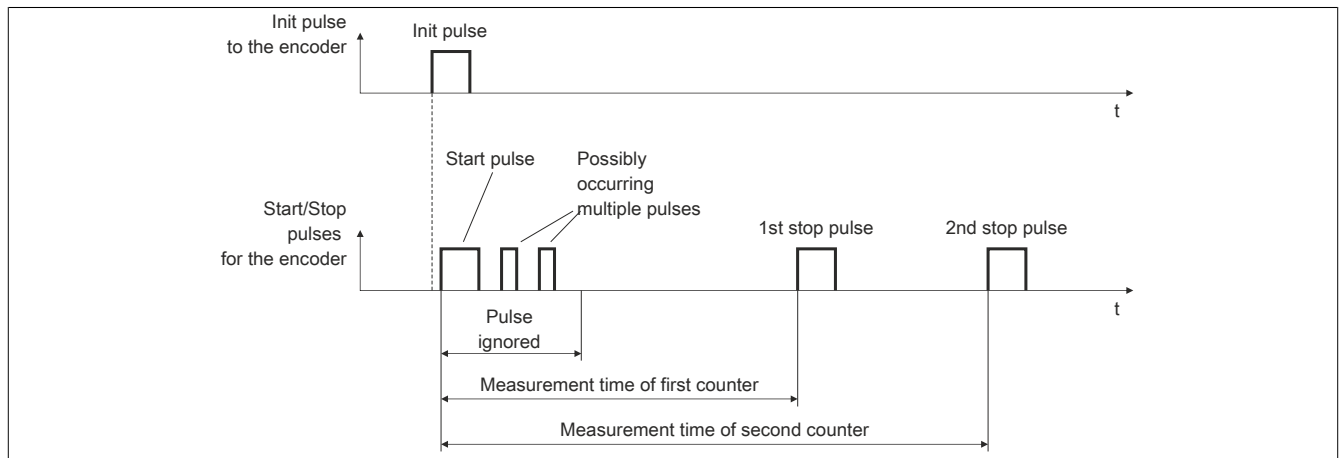 Init pulse
to the encoder
Init pulse
t
Start pulse
Possibly
occurring
multiple pulses
Start/Stop
pulses
for the encoder
1st stop pulse
2nd stop pulse
t
Pulse
ignored
Measurement time of first counter
Measurement time of second counter